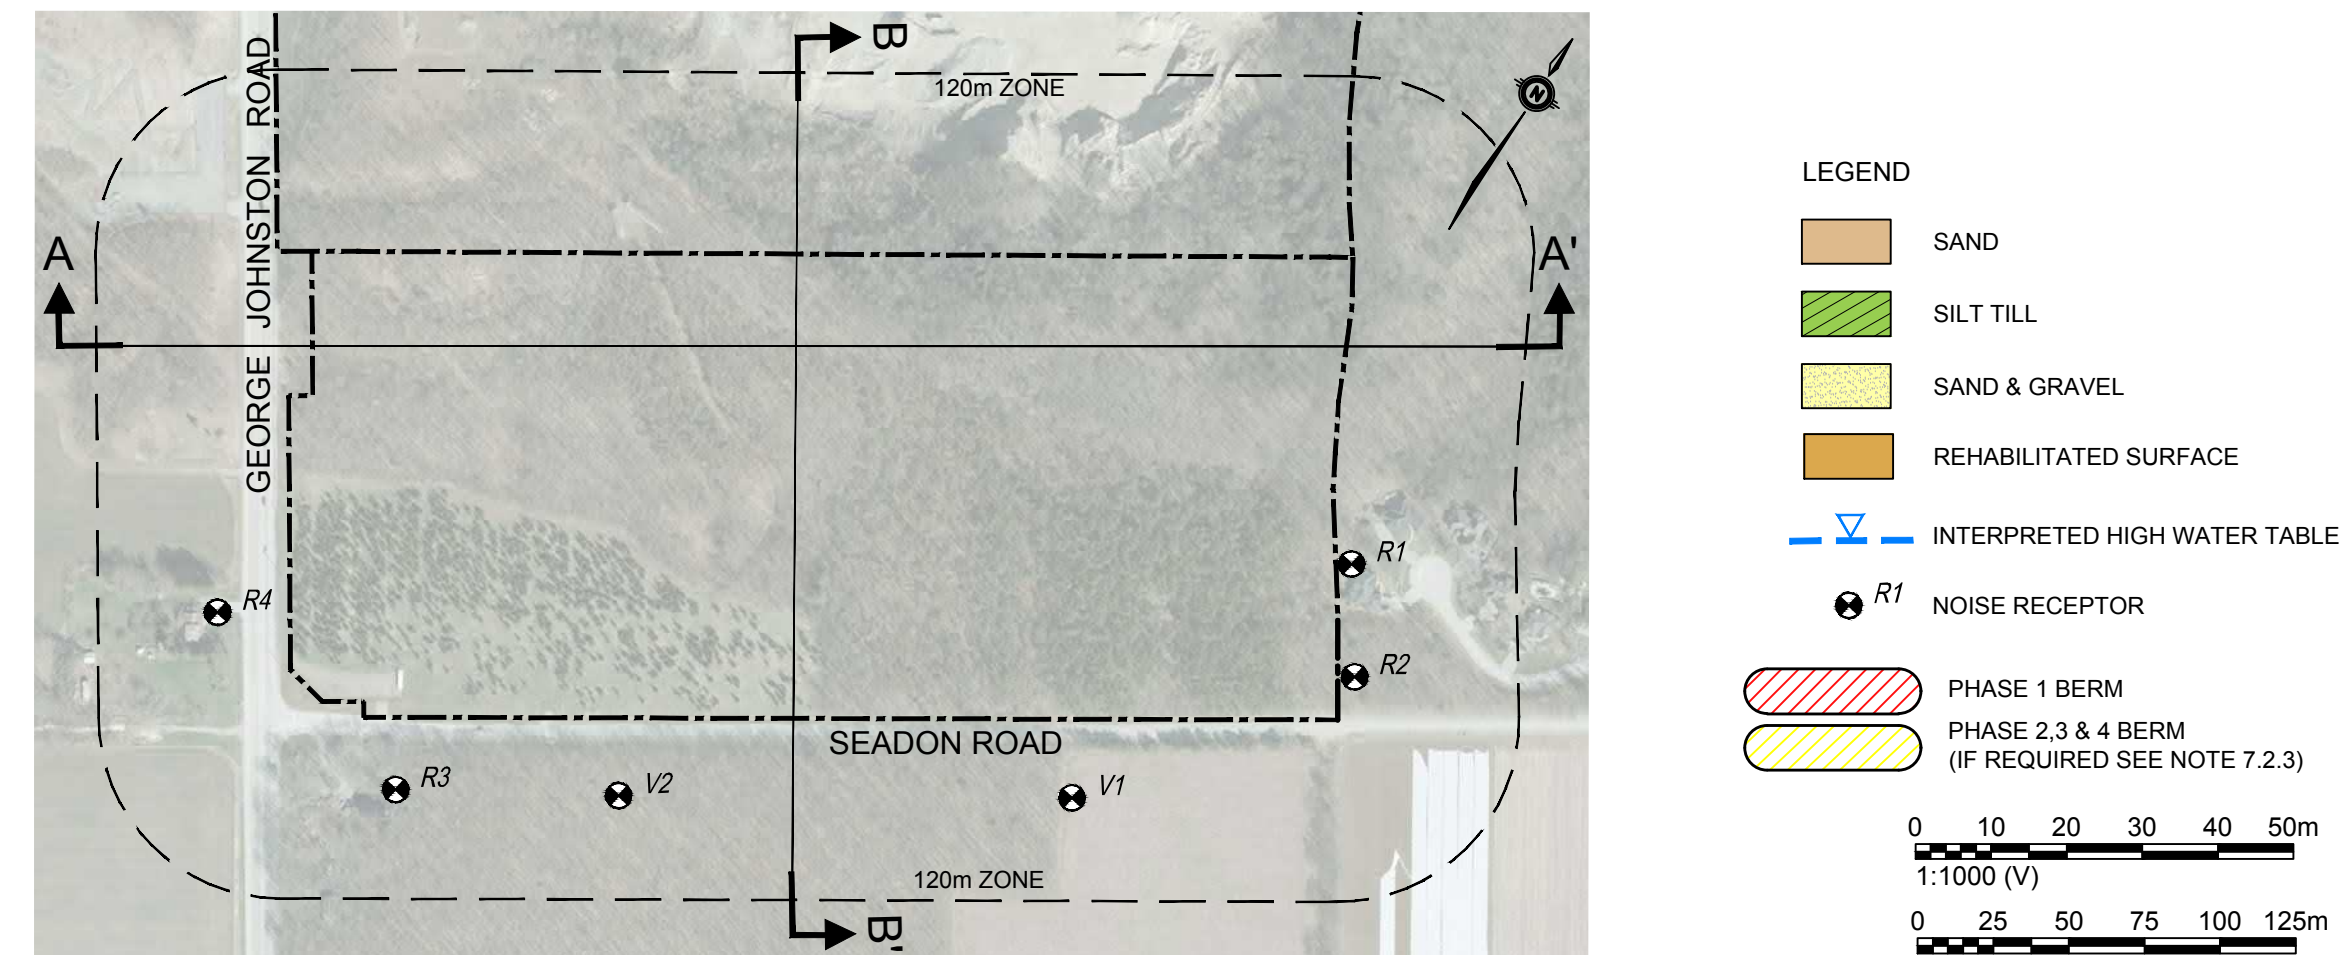 B
120m ZONE
N
GEORGE JOHNSTON ROAD
A
A'
R1
R4
R2
SEADON ROAD
R3
V2
V1
120m ZONE
B'
LEGEND
SAND
SILT TILL
SAND & GRAVEL
REHABILITATED SURFACE
INTERPRETED HIGH WATER TABLE
R1 NOISE RECEPTOR
PHASE 1 BERM
PHASE 2,3 & 4 BERM
(IF REQUIRED SEE NOTE 7.2.3)
0 10 20 30 40 50m
1:1000 (V)
0 25 50 75 100 125m